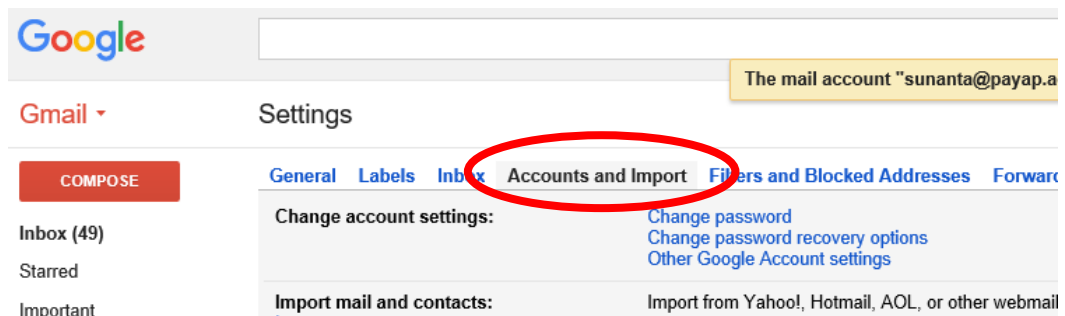 Google
The mail account "sunanta@payap.a
Gmail
Settings
COMPOSE
General Labels Inbox Accounts and Import Filters and Blocked Addresses Forward
Change account settings:
Change password
Change password recovery options
Other Google Account settings
Inbox (49)
Starred
Important
Import mail and contacts:
Import from Yahoo!, Hotmail, AOL, or other webmail